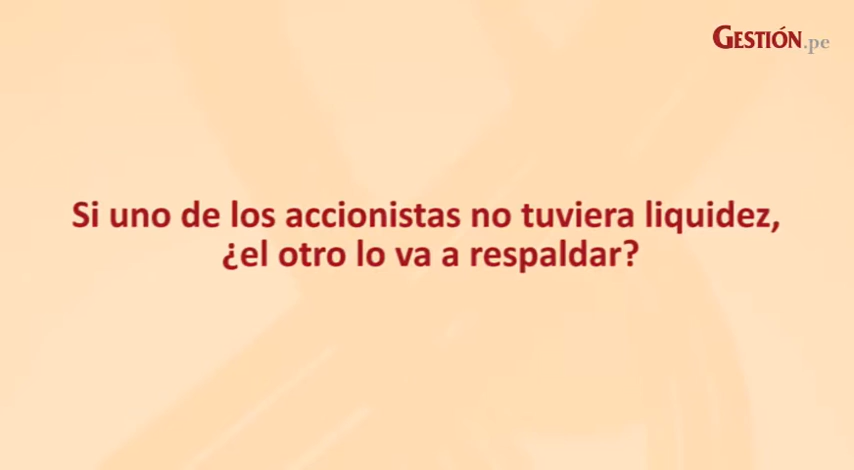 GESTIÓN.pe
Si uno de los accionistas no tuviera liquidez,
¿el otro lo va a respaldar?